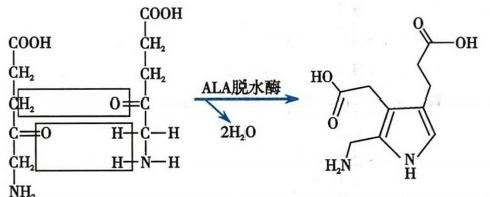 COOH
CH₂
CH₂
C=O
CH₂
NH₂
COOH
CH₂
CH₂
O=C
H-C-H
H-N-H
ALA脱水酶
2H₂O
HO
O
O
OH
H₂N
N
H